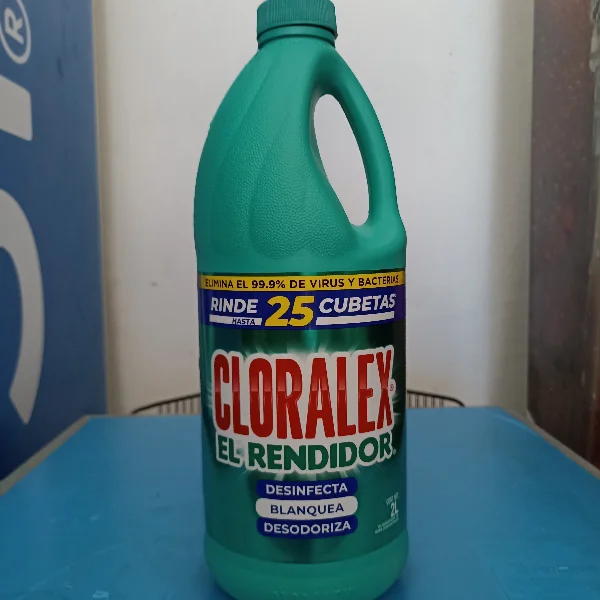 ELIMINA EL 99.9% DE VIRUS Y BACTERIAS
RINDE HASTA 25 CUBETAS
CLORALEX®
EL RENDIDOR
DESINFECTA
BLANQUEA
DESODORIZA
2L